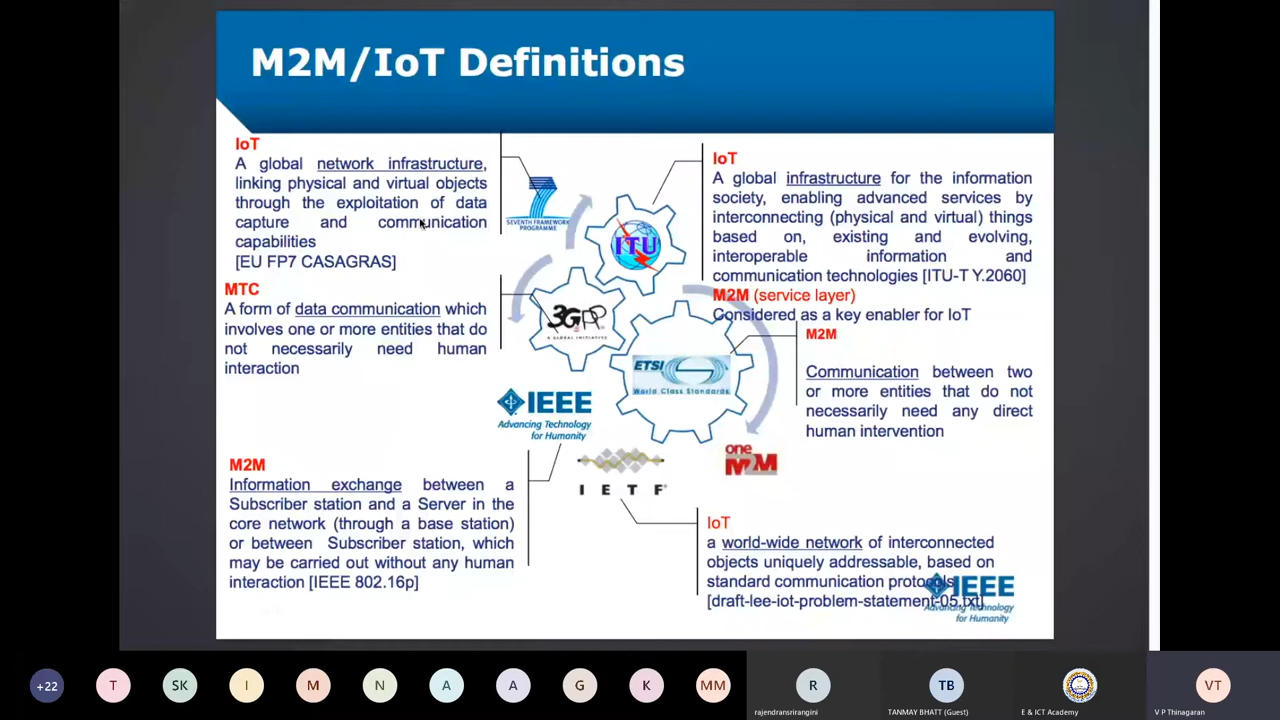 M2M/IoT Definitions
IoT
A global network infrastructure,
linking physical and virtual objects
through the exploitation of data
capture and communication
capabilities
[EU FP7 CASAGRAS]
MTC
A form of data communication which
involves one or more entities that do
not necessarily need human
interaction
M2M
Information exchange between a
Subscriber station and a Server in the
core network (through a base station)
or between Subscriber station, which
may be carried out without any human
interaction [IEEE 802.16p]
SEVENTH FRAMEWORK
PROGRAMME
ITU
3GPP
A GLOBAL INITIATIVE
ETSI
World Class Standards
IEEE
Advancing Technology
for Humanity
I E T F
one
M2M
IoT
A global infrastructure for the information
society, enabling advanced services by
interconnecting (physical and virtual) things
based on, existing and evolving,
interoperable information and
communication technologies [ITU-T Y.2060]
M2M (service layer)
Considered as a key enabler for IoT
M2M
Communication between two
or more entities that do not
necessarily need any direct
human intervention
IoT
a world-wide network of interconnected
objects uniquely addressable, based on
standard communication protocols
[draft-lee-iot-problem-statement-05.txt]
IEEE
Advancing Technology
for Humanity
+22
T
SK
I
M
N
A
A
G
K
MM
R
TB
VT
rajendransrirangini
TANMAY BHATT (Guest)
E & ICT Academy
V P Thinagaran